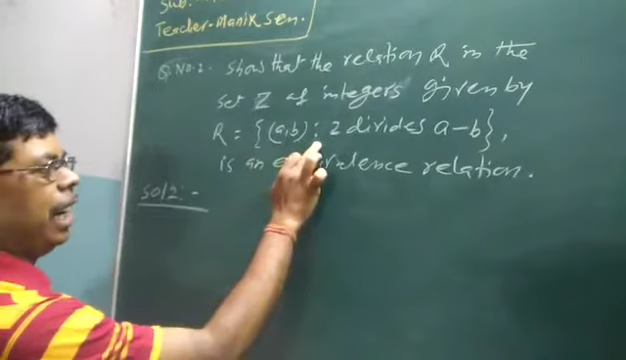 Sub.
Teacher-Manik Sen.
Q.No.2- Show that the relation R in the
set Z of integers given by
R = {(a,b): 2 divides a-b},
is an equivalence relation.
Sol2:-